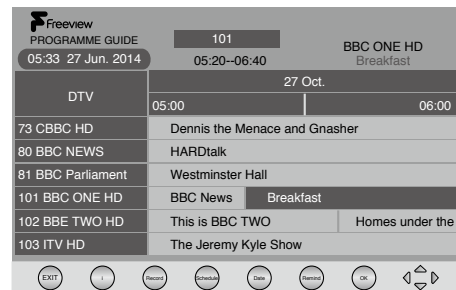 Freeview
PROGRAMME GUIDE
101
BBC ONE HD
05:33 27 Jun. 2014
05:20--06:40
Breakfast
DTV
27 Oct.
05:00
06:00
73 CBBC HD
Dennis the Menace and Gnasher
80 BBC NEWS
HARDtalk
81 BBC Parliament
Westminster Hall
101 BBC ONE HD
BBC News
Breakfast
102 BBE TWO HD
This is BBC TWO
Homes under the
103 ITV HD
The Jeremy Kyle Show
EXIT
i
Record
Schedule
Date
Remind
OK